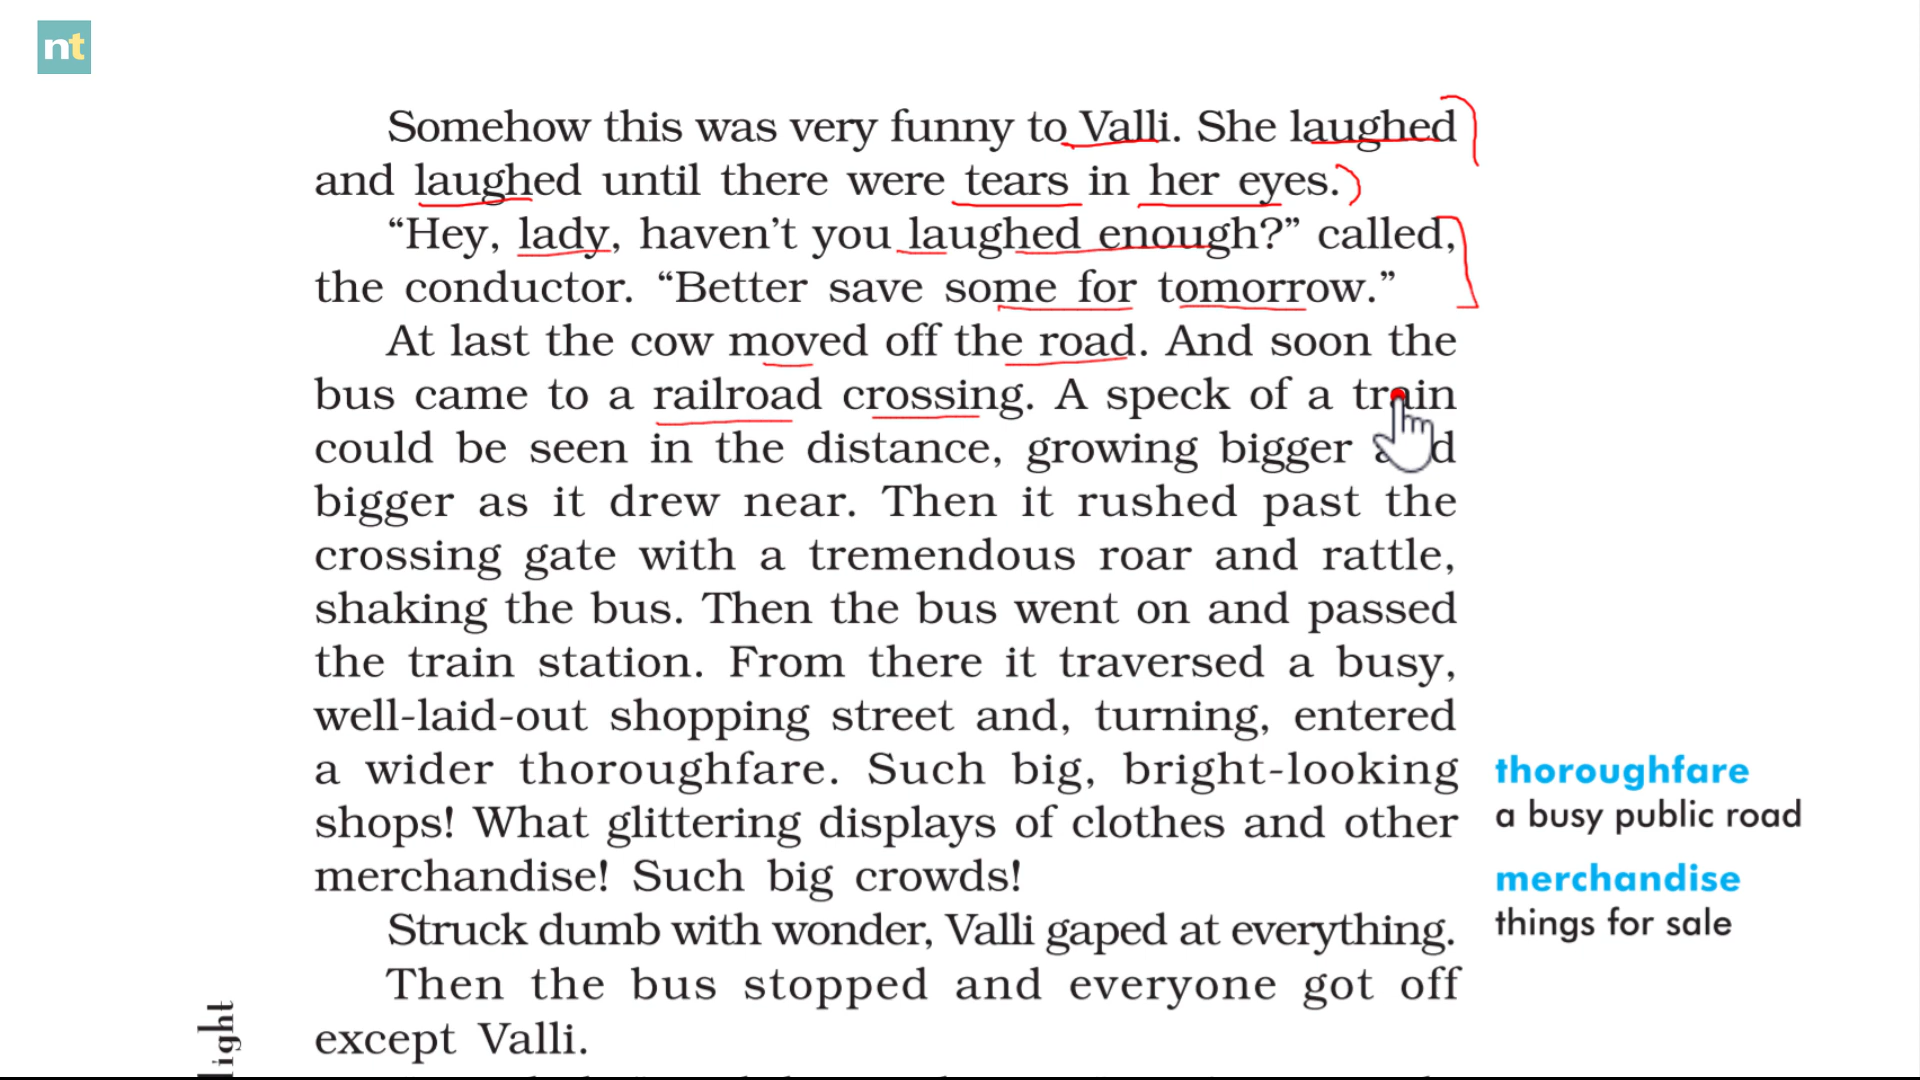 nt
Somehow this was very funny to Valli. She laughed
and laughed until there were tears in her eyes.
“Hey, lady, haven’t you laughed enough?” called,
the conductor. “Better save some for tomorrow.”
At last the cow moved off the road. And soon the
bus came to a railroad crossing. A speck of a train
could be seen in the distance, growing bigger and
bigger as it drew near. Then it rushed past the
crossing gate with a tremendous roar and rattle,
shaking the bus. Then the bus went on and passed
the train station. From there it traversed a busy,
well-laid-out shopping street and, turning, entered
a wider thoroughfare. Such big, bright-looking
shops! What glittering displays of clothes and other
merchandise! Such big crowds!
Struck dumb with wonder, Valli gaped at everything.
Then the bus stopped and everyone got off
except Valli.
thoroughfare
a busy public road
merchandise
things for sale
light